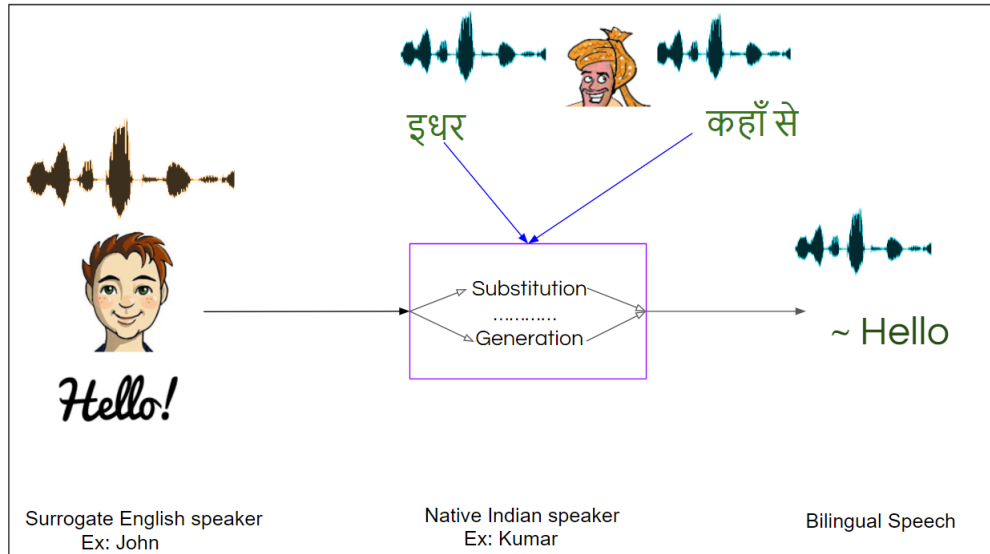 इधर
कहाँ से
Substitution
............
Generation
~ Hello
Hello!
Surrogate English speaker
Ex: John
Native Indian speaker
Ex: Kumar
Bilingual Speech